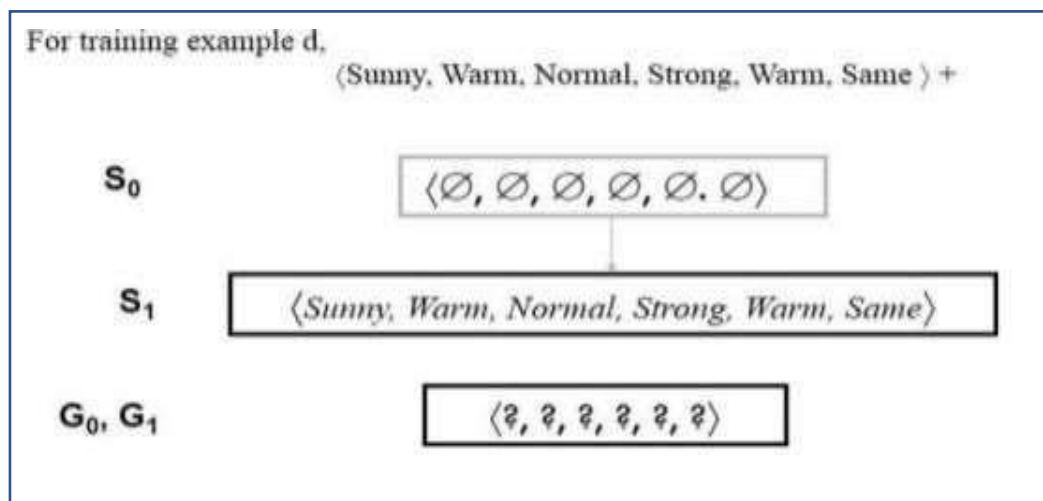 For training example d,
⟨Sunny, Warm, Normal, Strong, Warm, Same ⟩ +
S₀
⟨∅, ∅, ∅, ∅, ∅. ∅⟩
S₁
⟨Sunny, Warm, Normal, Strong, Warm, Same⟩
G₀, G₁
⟨?, ?, ?, ?, ?, ?⟩